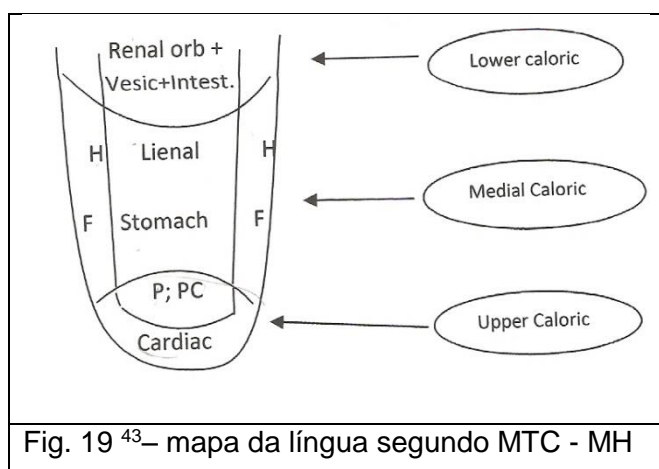 Renal orb +
Vesic+Intest.
Lower caloric
H Lienal H
Medial Caloric
F Stomach F
P; PC
Upper Caloric
Cardiac
Fig. 19 43– mapa da língua segundo MTC - MH